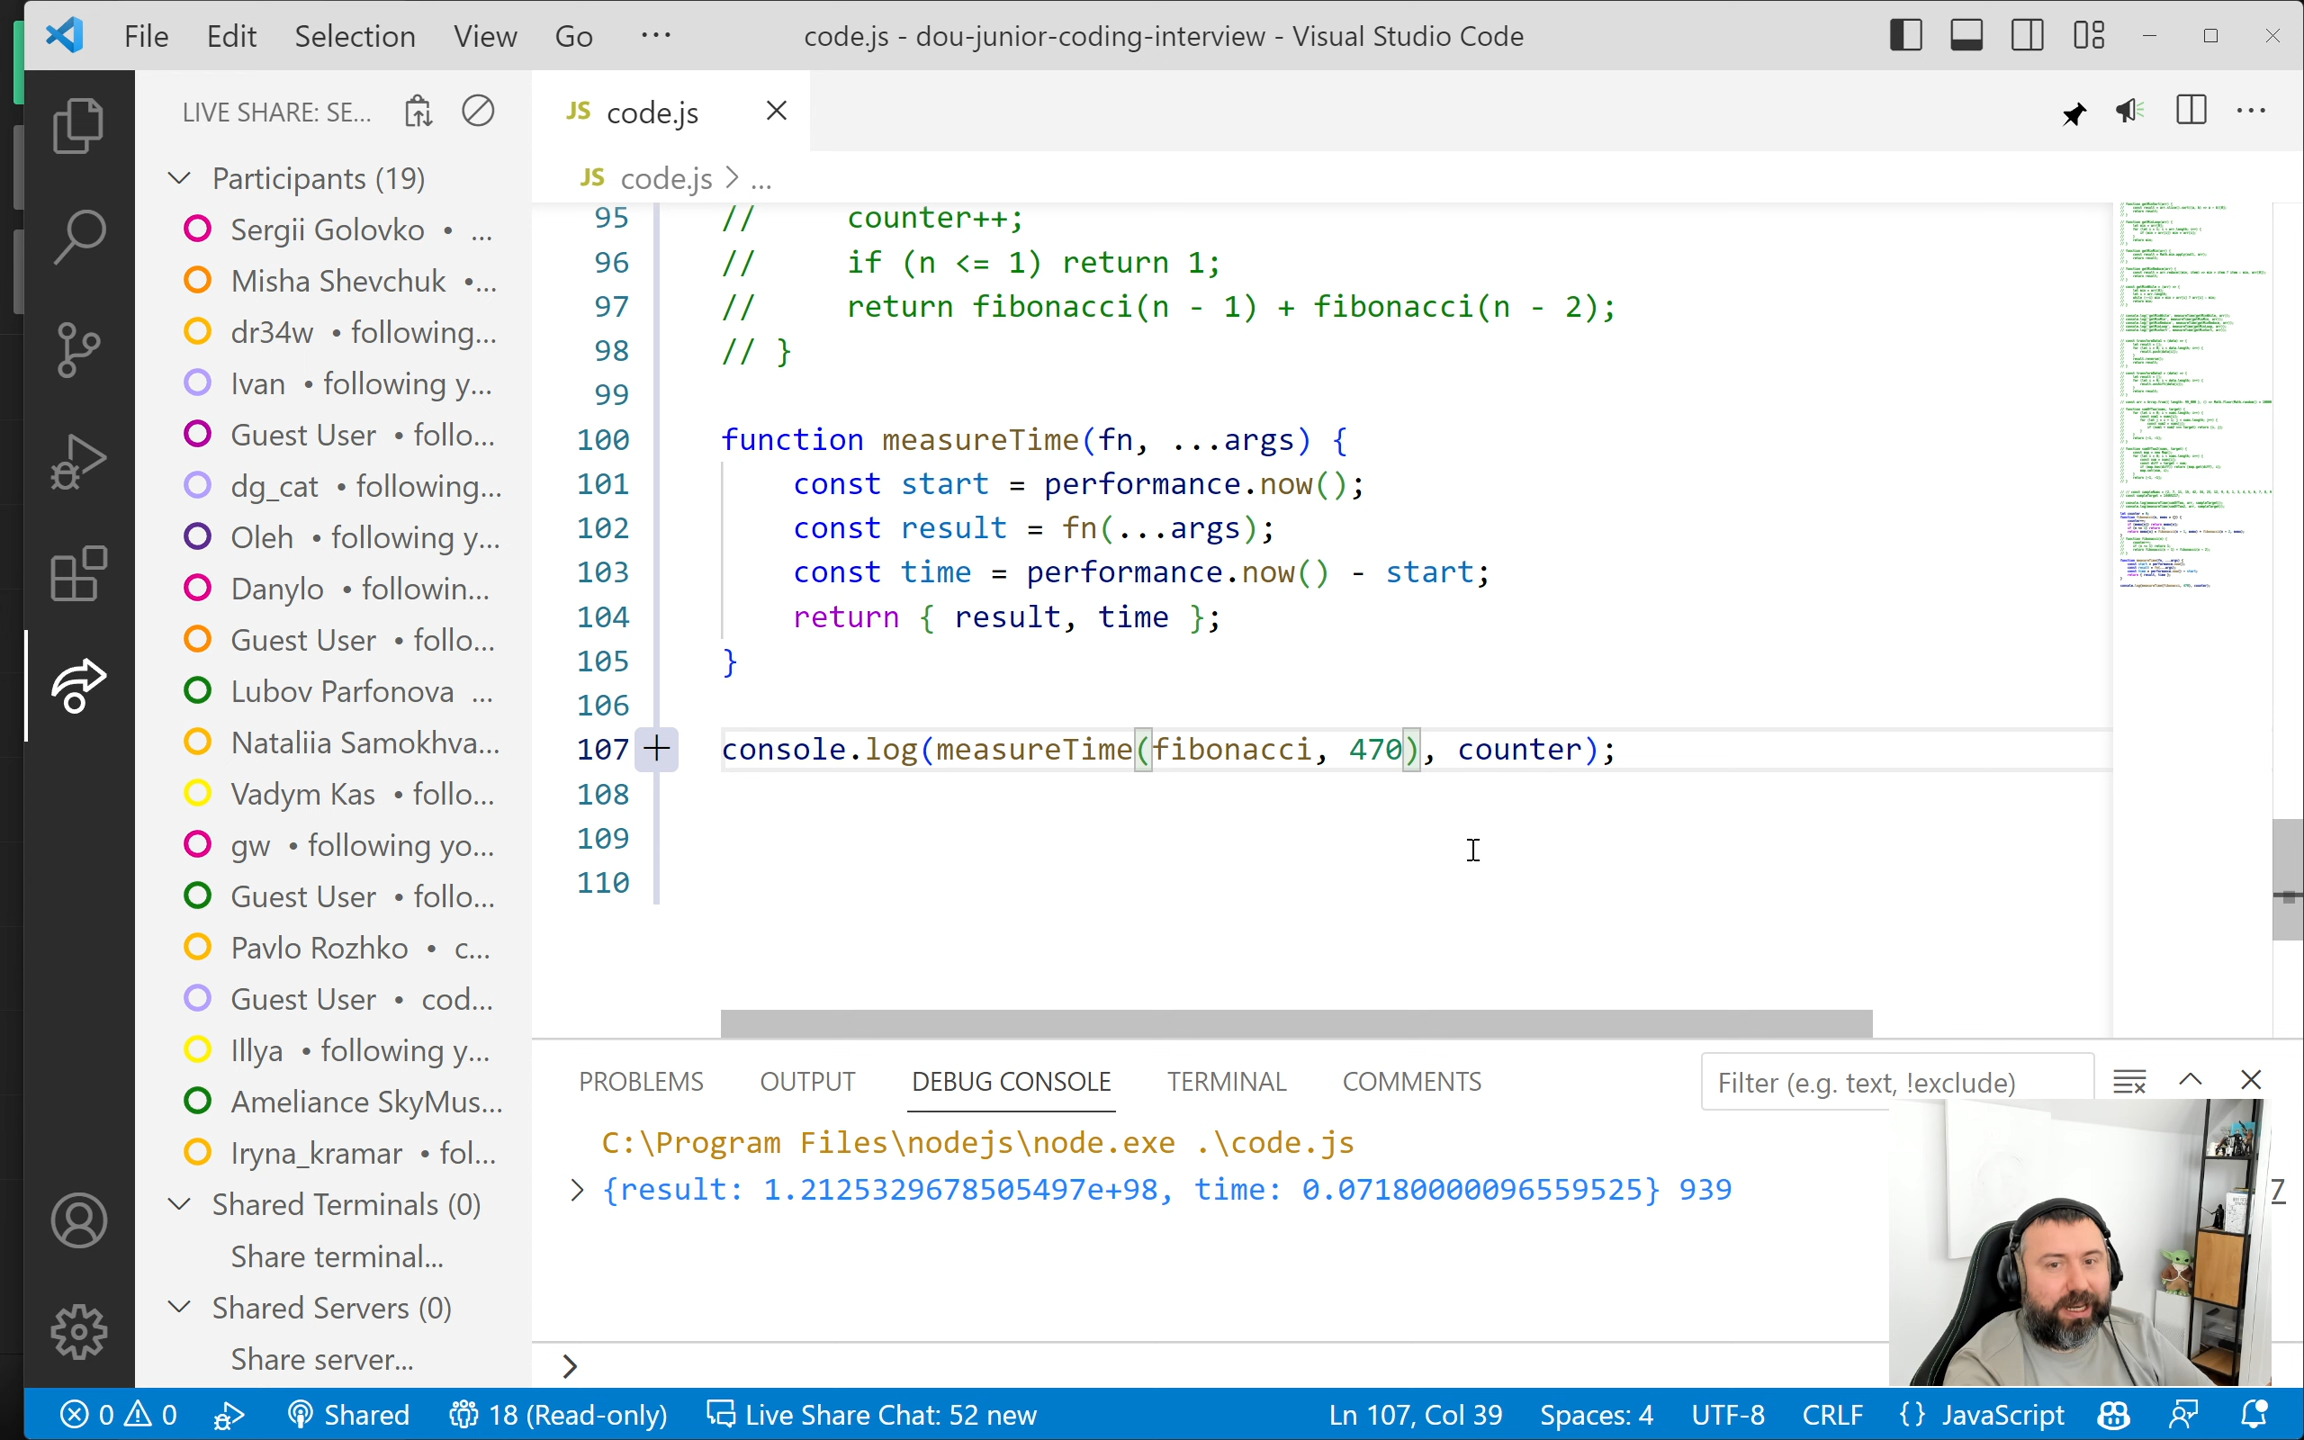 File Edit Selection View Go ··· code.js - dou-junior-coding-interview - Visual Studio Code
LIVE SHARE: SE...
Participants (19)
Sergii Golovko • ...
Misha Shevchuk •...
dr34w • following...
Ivan • following y...
Guest User • follo...
dg_cat • following...
Oleh • following y...
Danylo • followin...
Guest User • follo...
Lubov Parfonova ...
Nataliia Samokhva...
Vadym Kas • follo...
gw • following yo...
Guest User • follo...
Pavlo Rozhko • c...
Guest User • cod...
Illya • following y...
Ameliance SkyMus...
Iryna_kramar • fol...
Shared Terminals (0)
Share terminal...
Shared Servers (0)
Share server...
JS code.js
JS code.js > ...
95 // counter++;
96 // if (n <= 1) return 1;
97 // return fibonacci(n - 1) + fibonacci(n - 2);
98 // }
99
100 function measureTime(fn, ...args) {
101 const start = performance.now();
102 const result = fn(...args);
103 const time = performance.now() - start;
104 return { result, time };
105 }
106
107 console.log(measureTime(fibonacci, 470), counter);
108
109
110
PROBLEMS OUTPUT DEBUG CONSOLE TERMINAL COMMENTS Filter (e.g. text, !exclude)
C:\Program Files\nodejs\node.exe .\code.js
> {result: 1.2125329678505497e+98, time: 0.07180000096559525} 939 7
>
0 0 Shared 18 (Read-only) Live Share Chat: 52 new Ln 107, Col 39 Spaces: 4 UTF-8 CRLF {} JavaScript